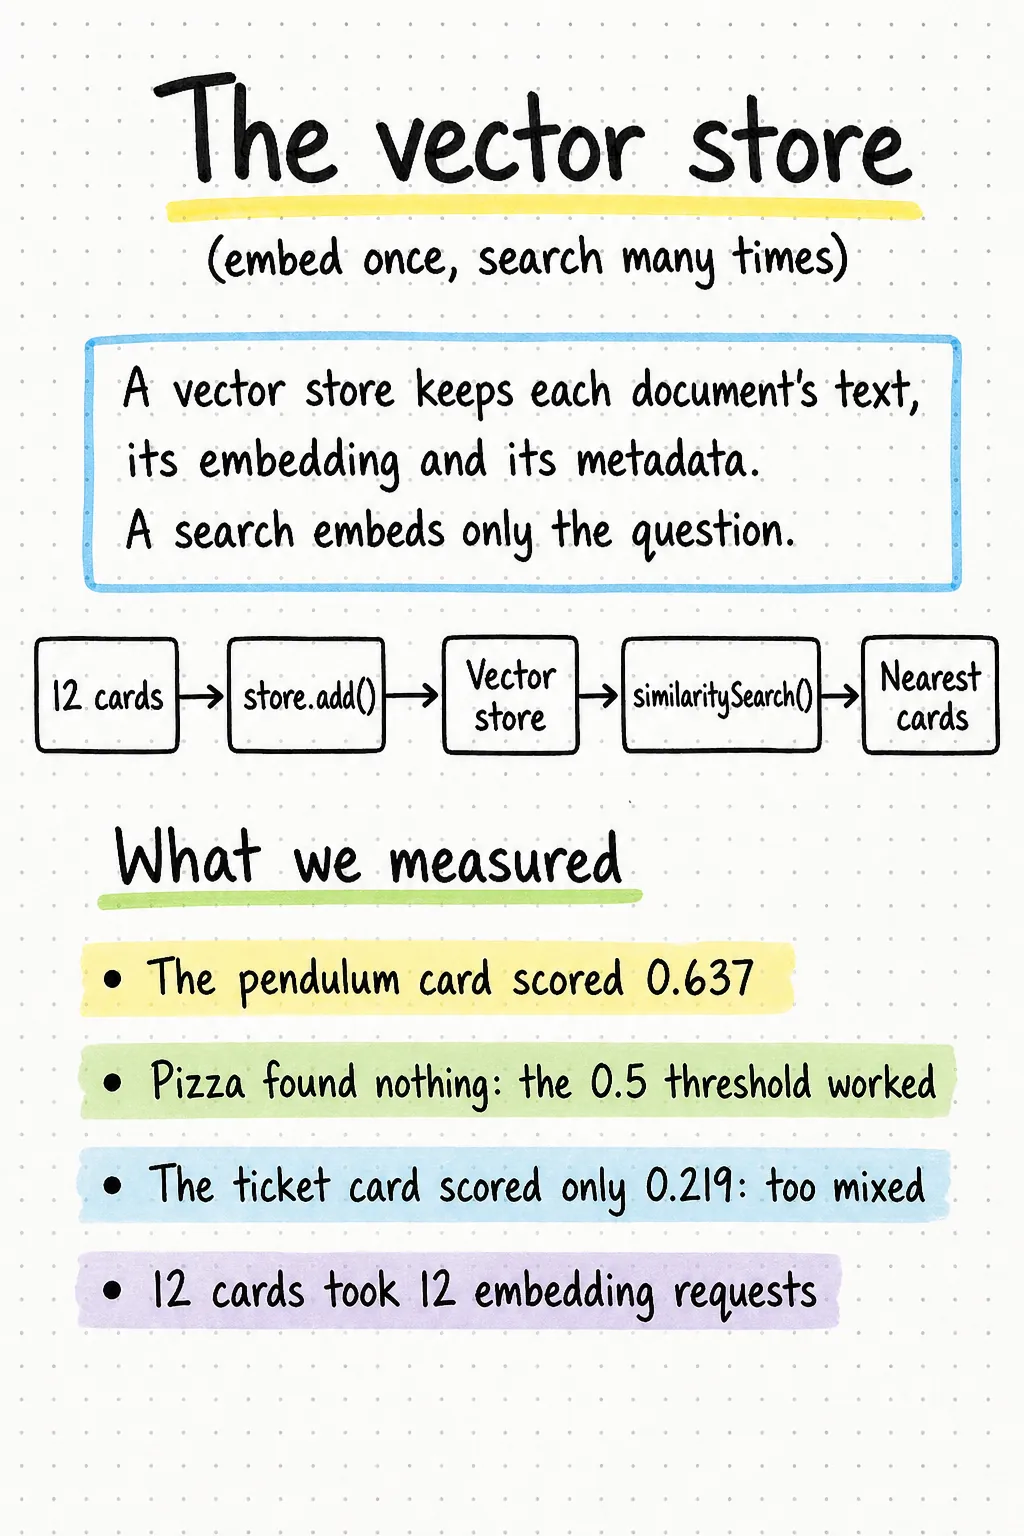 The vector store
(embed once, search many times)
A vector store keeps each document's text,
its embedding and its metadata.
A search embeds only the question.
12 cards
store.add()
Vector
store
similaritySearch()
Nearest
cards
What we measured
• The pendulum card scored 0.637
• Pizza found nothing: the 0.5 threshold worked
• The ticket card scored only 0.219: too mixed
• 12 cards took 12 embedding requests